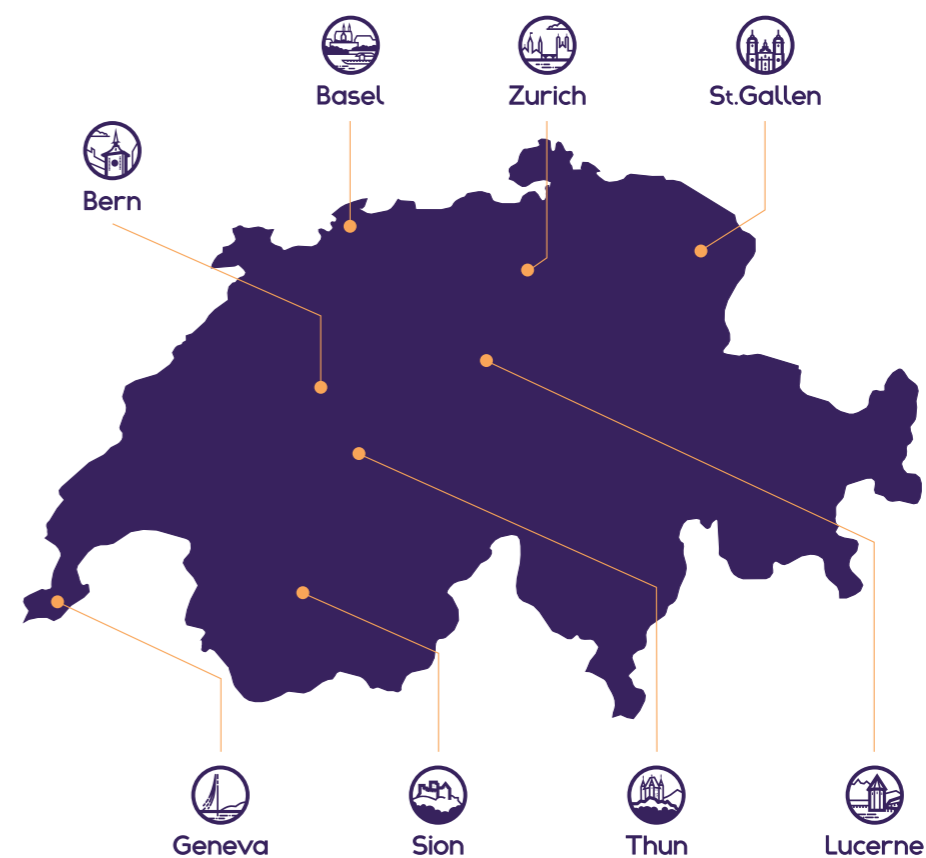 Basel
Zurich
St.Gallen
Bern
Geneva
Sion
Thun
Lucerne